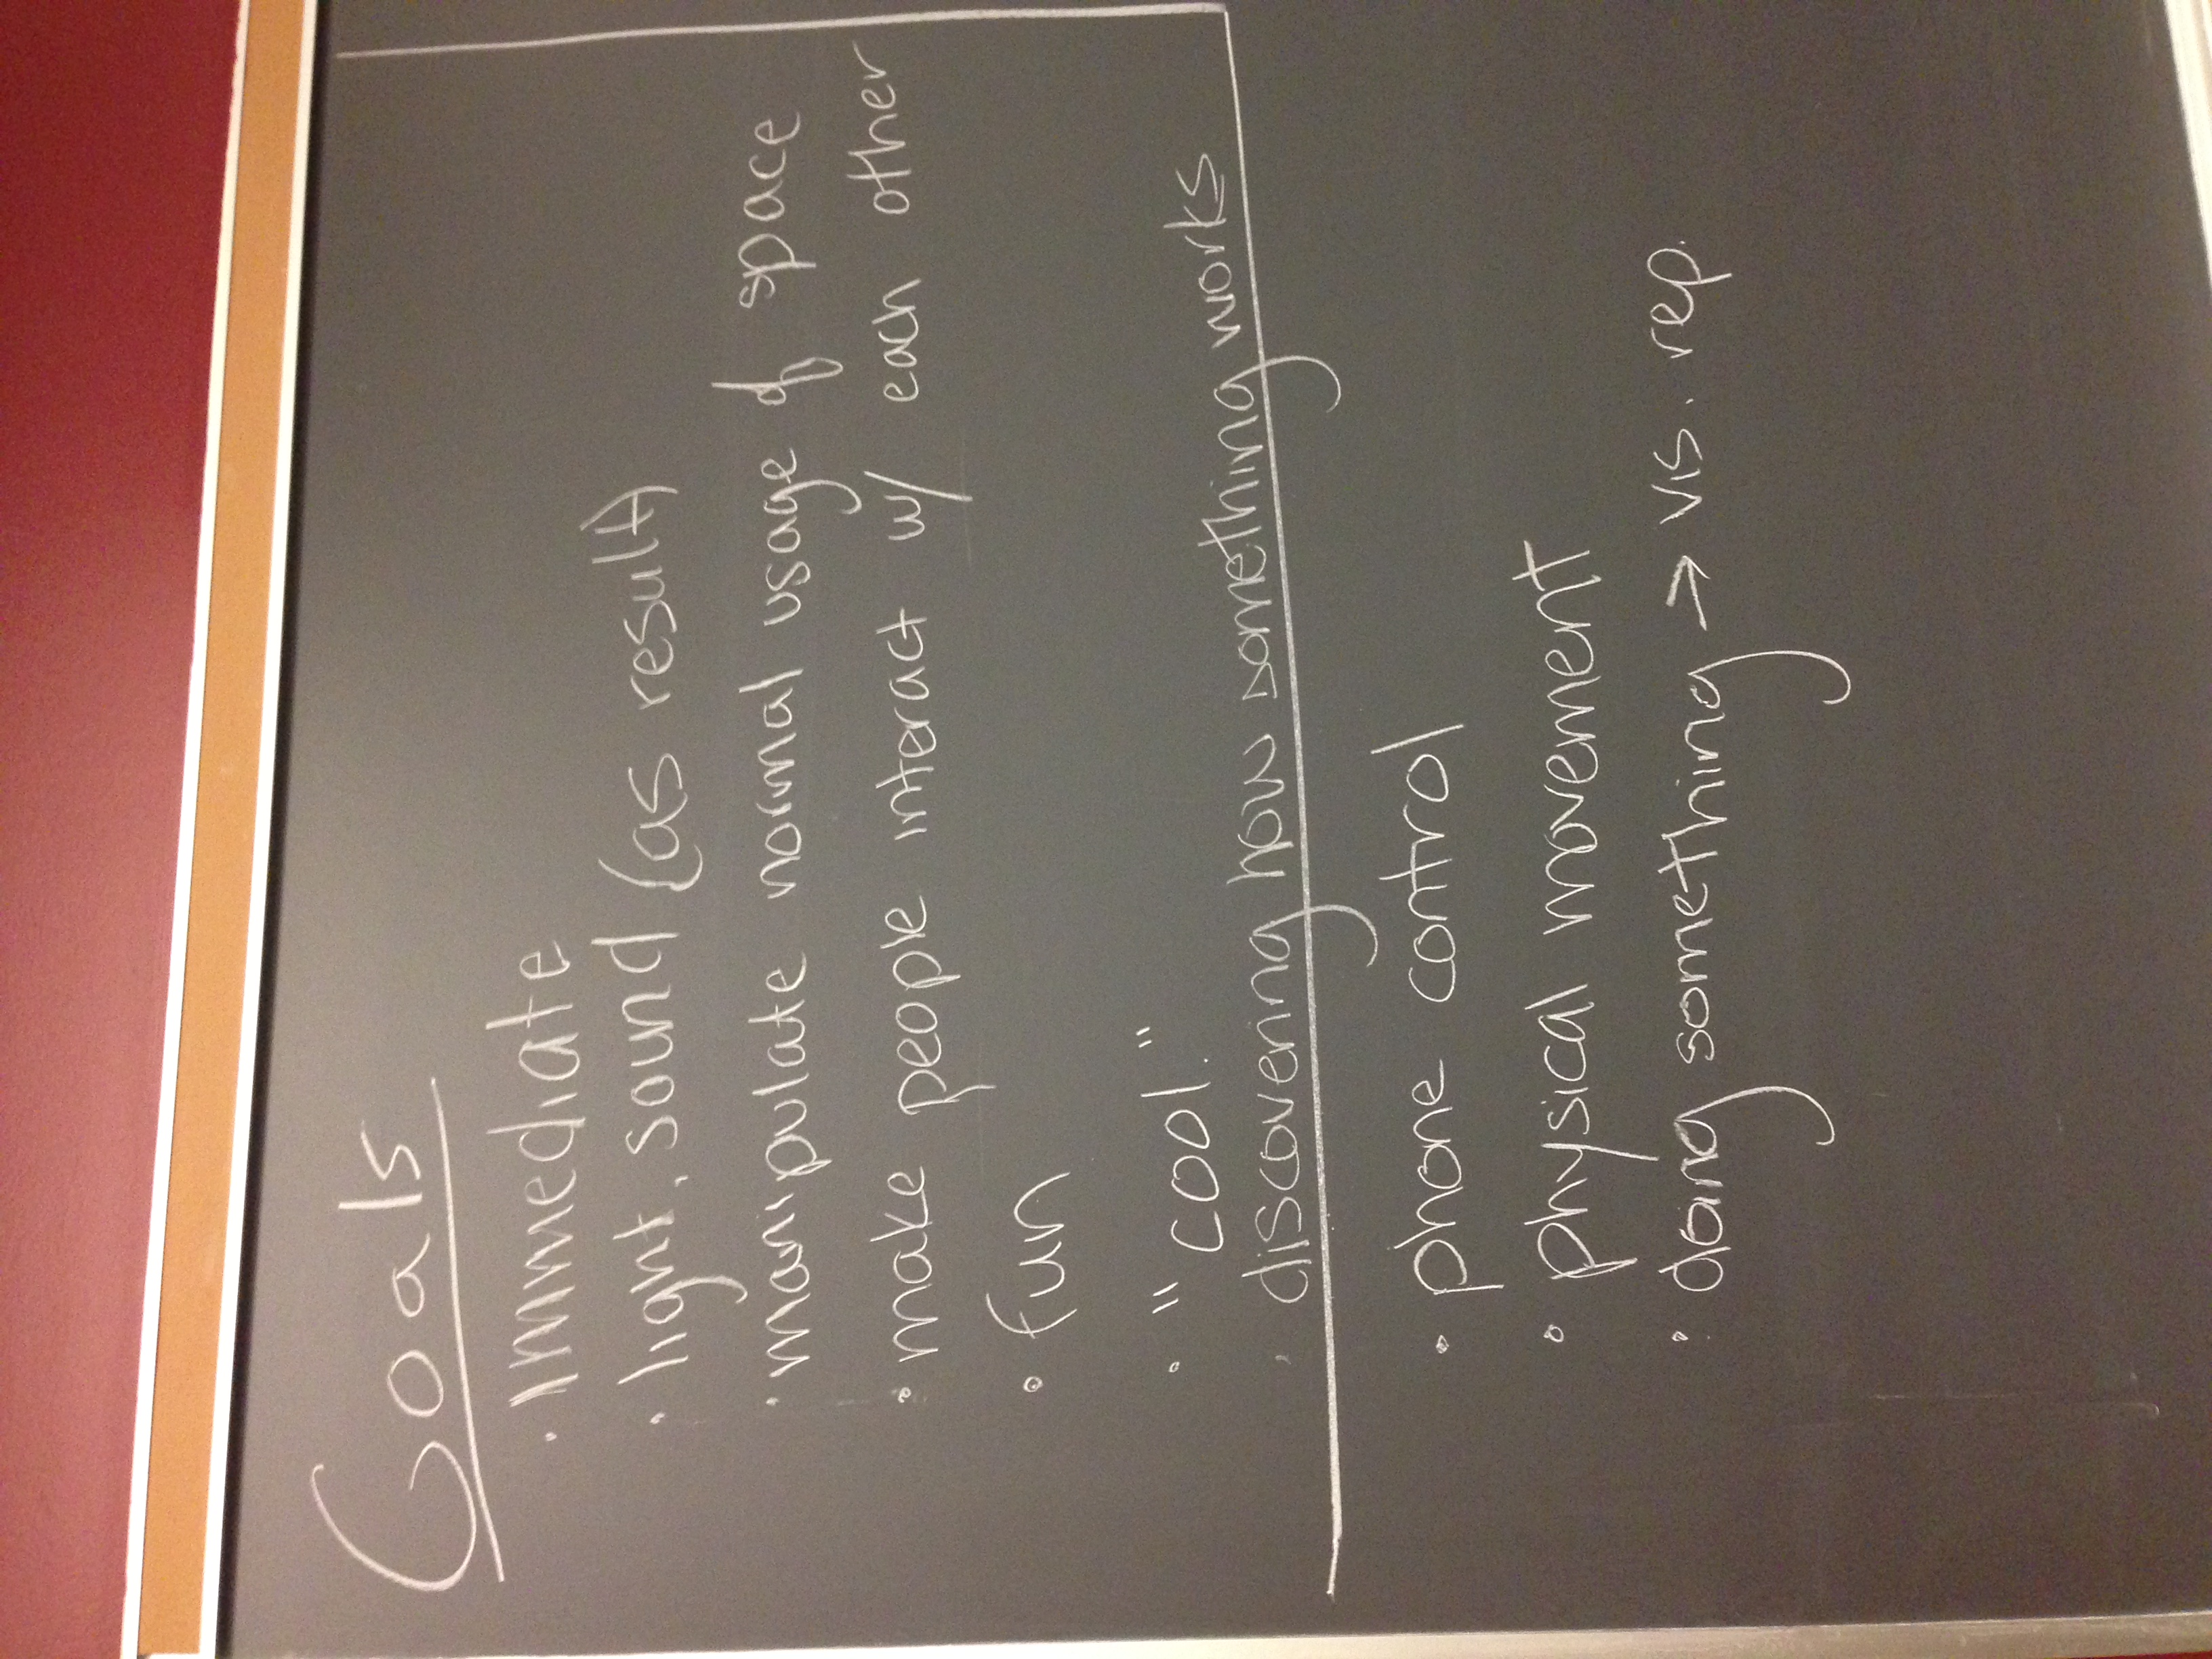 Goals
· immediate
· light, sound (as result)
· manipulate normal usage of space
· make people interact w/ each other
· fun
· "cool."
· discovering how something works
· phone control
· physical movement
· doing something → vis. rep.